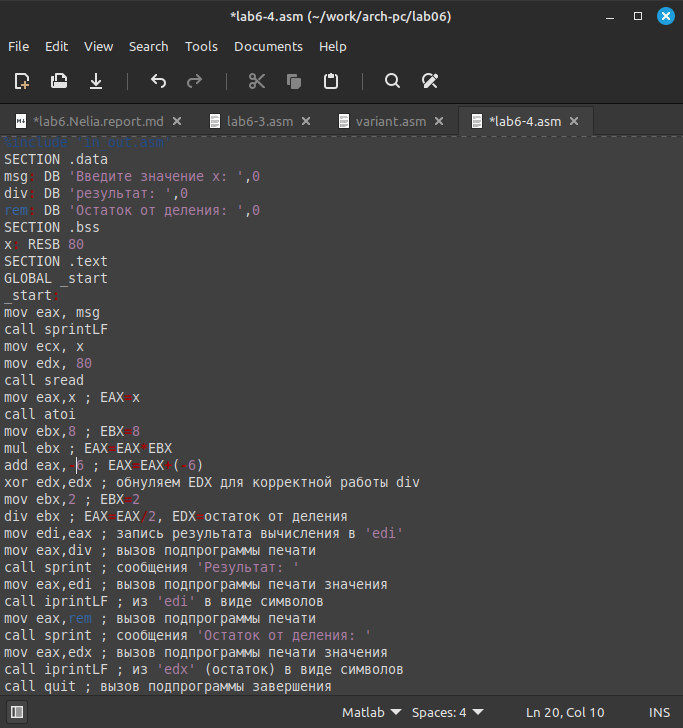 *lab6-4.asm (~/work/arch-pc/lab06)
File Edit View Search Tools Documents Help
*lab6.Nelia.report.md lab6-3.asm variant.asm *lab6-4.asm
%include 'in_out.asm'
SECTION .data
msg: DB 'Введите значение x: ',0
div: DB 'результат: ',0
rem: DB 'Остаток от деления: ',0
SECTION .bss
x: RESB 80
SECTION .text
GLOBAL _start
_start:
mov eax, msg
call sprintLF
mov ecx, x
mov edx, 80
call sread
mov eax,x ; EAX=x
call atoi
mov ebx,8 ; EBX=8
mul ebx ; EAX=EAX*EBX
add eax,-6 ; EAX=EAX+(-6)
xor edx,edx ; обнуляем EDX для корректной работы div
mov ebx,2 ; EBX=2
div ebx ; EAX=EAX/2, EDX=остаток от деления
mov edi,eax ; запись результата вычисления в 'edi'
mov eax,div ; вызов подпрограммы печати
call sprint ; сообщения 'Результат: '
mov eax,edi ; вызов подпрограммы печати значения
call iprintLF ; из 'edi' в виде символов
mov eax,rem ; вызов подпрограммы печати
call sprint ; сообщения 'Остаток от деления: '
mov eax,edx ; вызов подпрограммы печати значения
call iprintLF ; из 'edx' (остаток) в виде символов
call quit ; вызов подпрограммы завершения
Matlab Spaces: 4 Ln 20, Col 10 INS